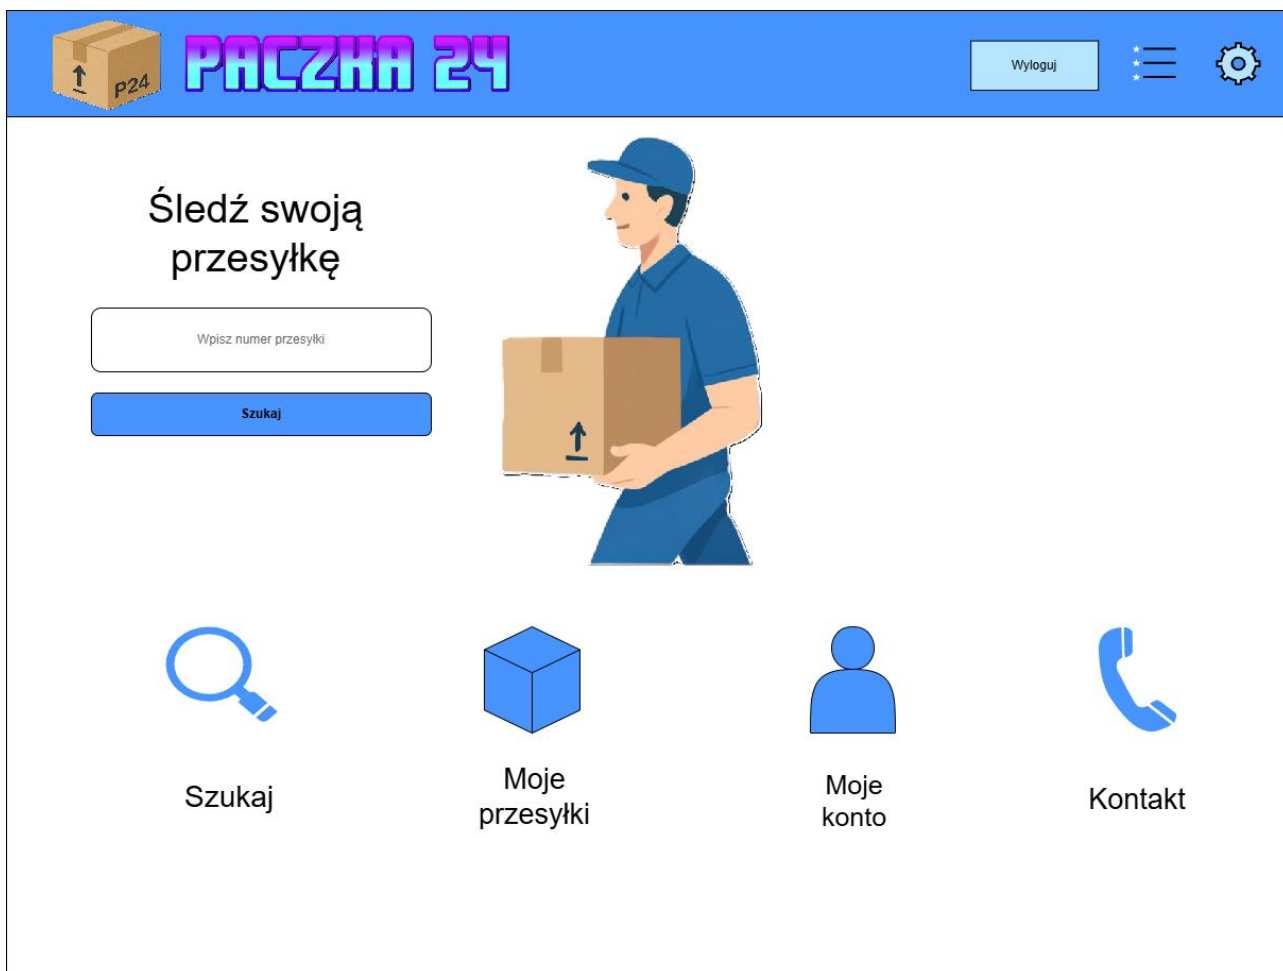 P24
PACZKA 24
Wyloguj
Śledź swoją
przesyłkę
Wpisz numer przesyłki
Szukaj
Szukaj
Moje
przesyłki
Moje
konto
Kontakt